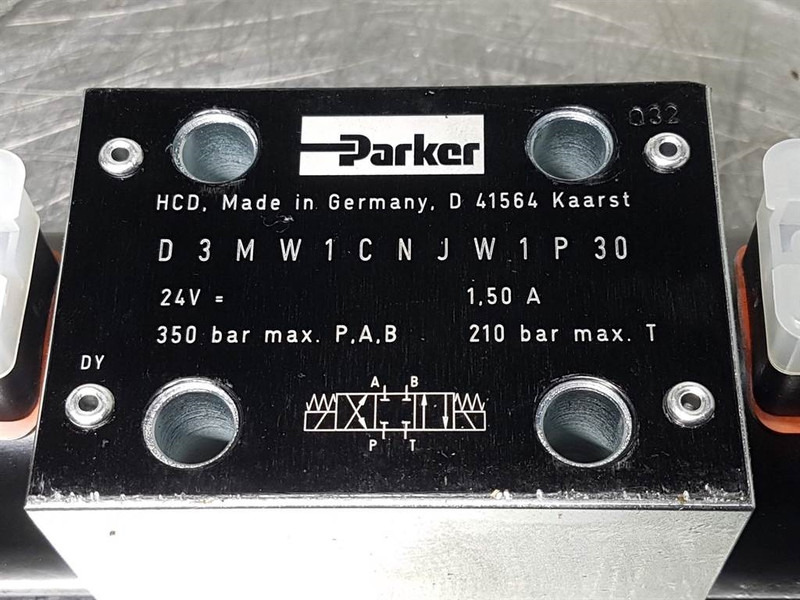 Parker
Q32
HCD, Made in Germany, D 41564 Kaarst
D 3 M W 1 C N J W 1 P 30
24V = 1,50 A
350 bar max. P,A,B 210 bar max. T
DY
A B
P T